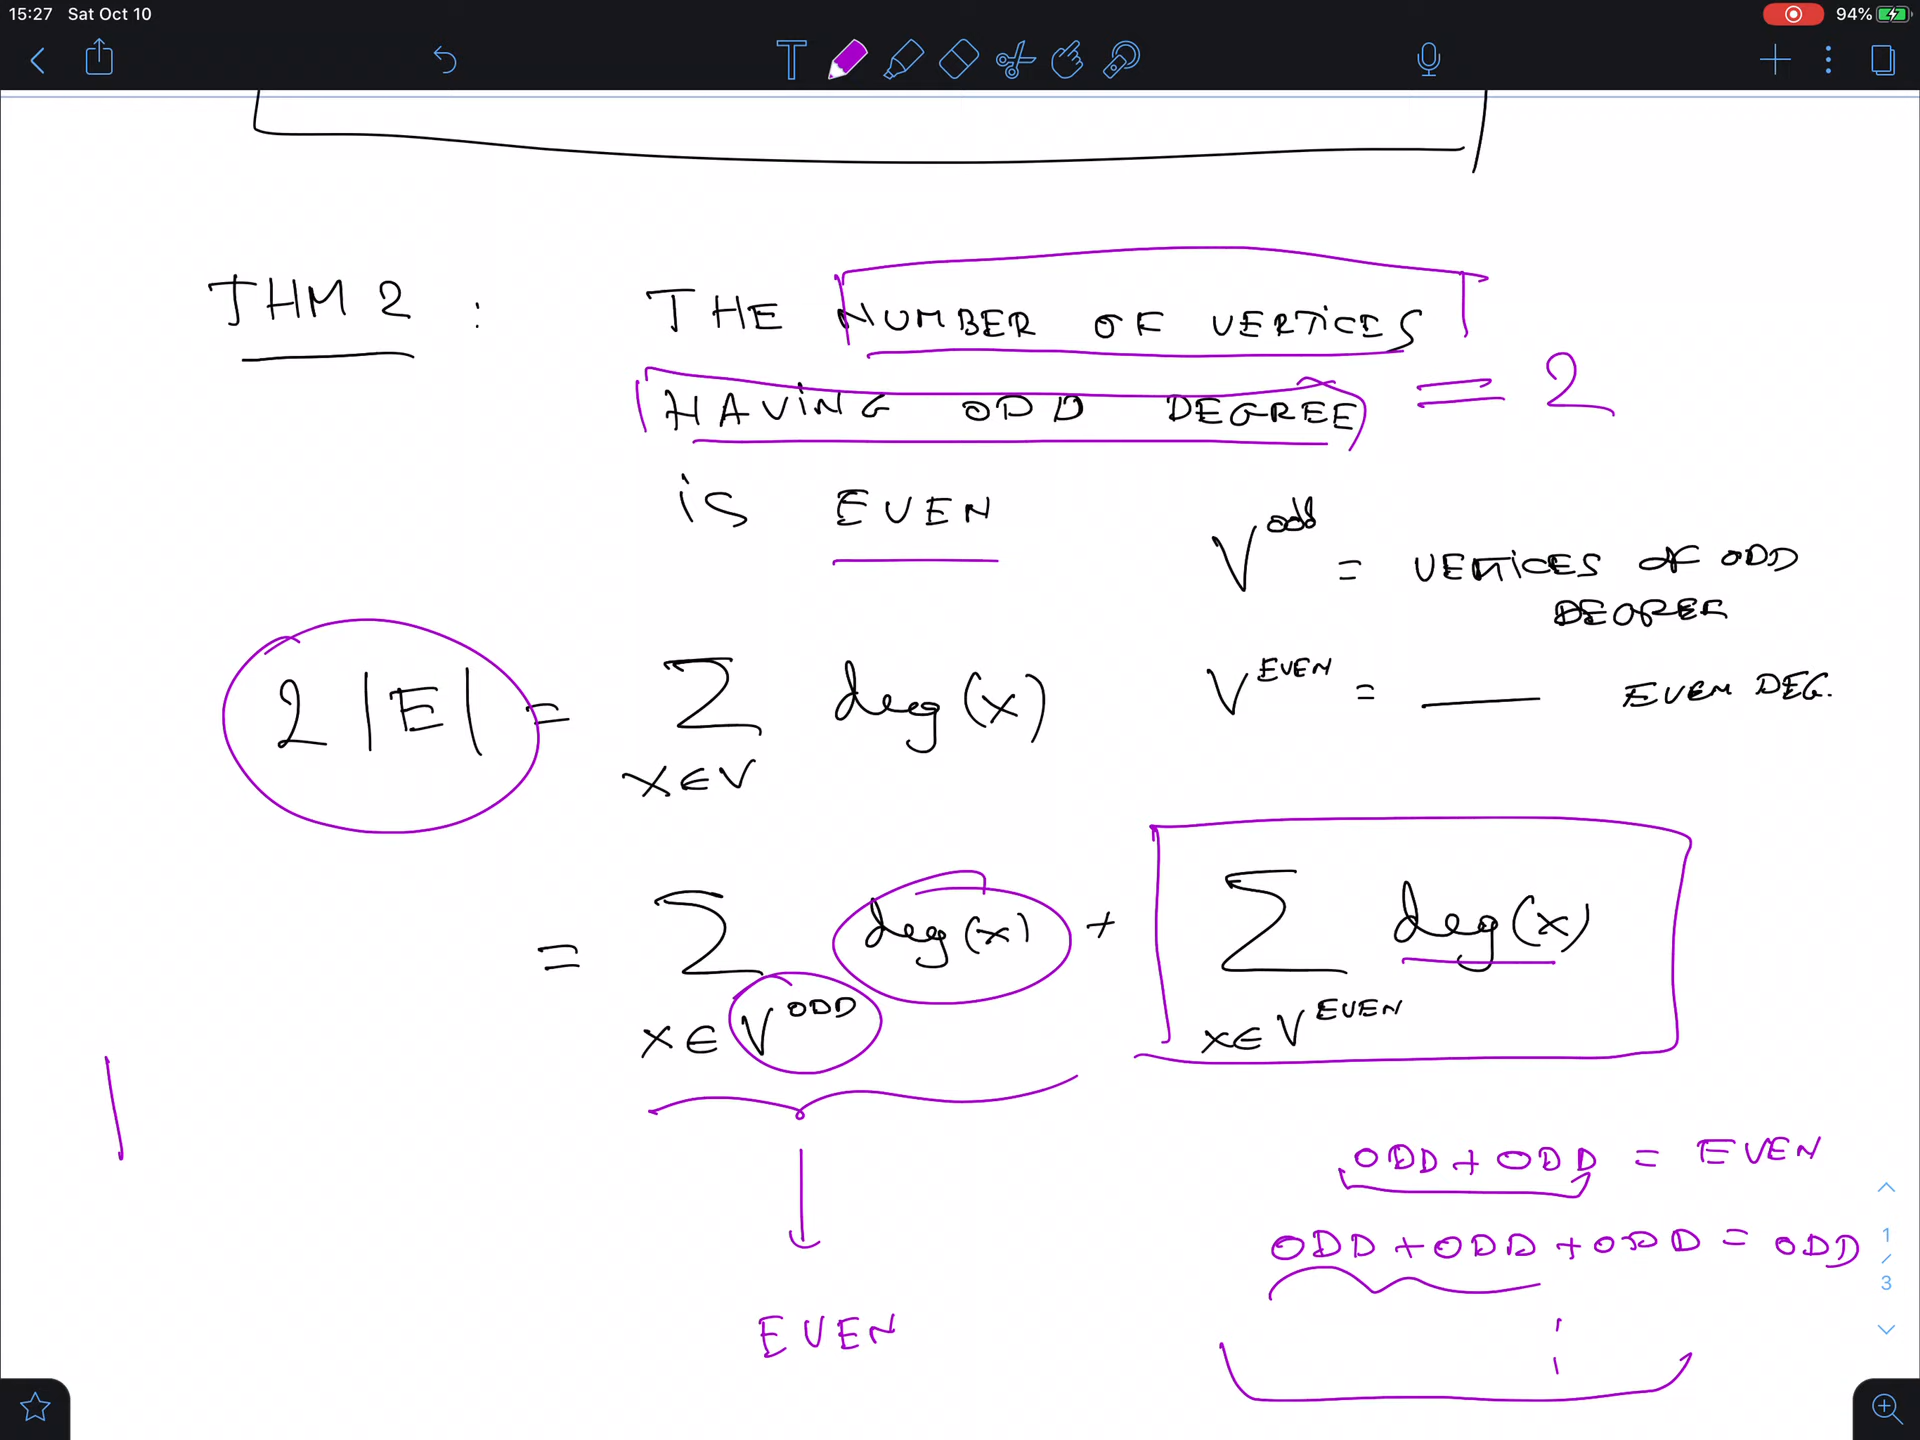 15:27 Sat Oct 10
94%
THM 2 : THE NUMBER OF VERTICES
HAVING ODD DEGREE = 2
is EVEN
V^odd = VERTICES OF ODD
DEGREE
V^EVEN = ___ EVEN DEG.
2 |E| = ∑ deg(x)
x∈V
= ∑ deg(x) + ∑ deg(x)
x∈V^ODD x∈V^EVEN
ODD + ODD = EVEN
ODD + ODD + ODD = ODD
EVEN
1
/
3